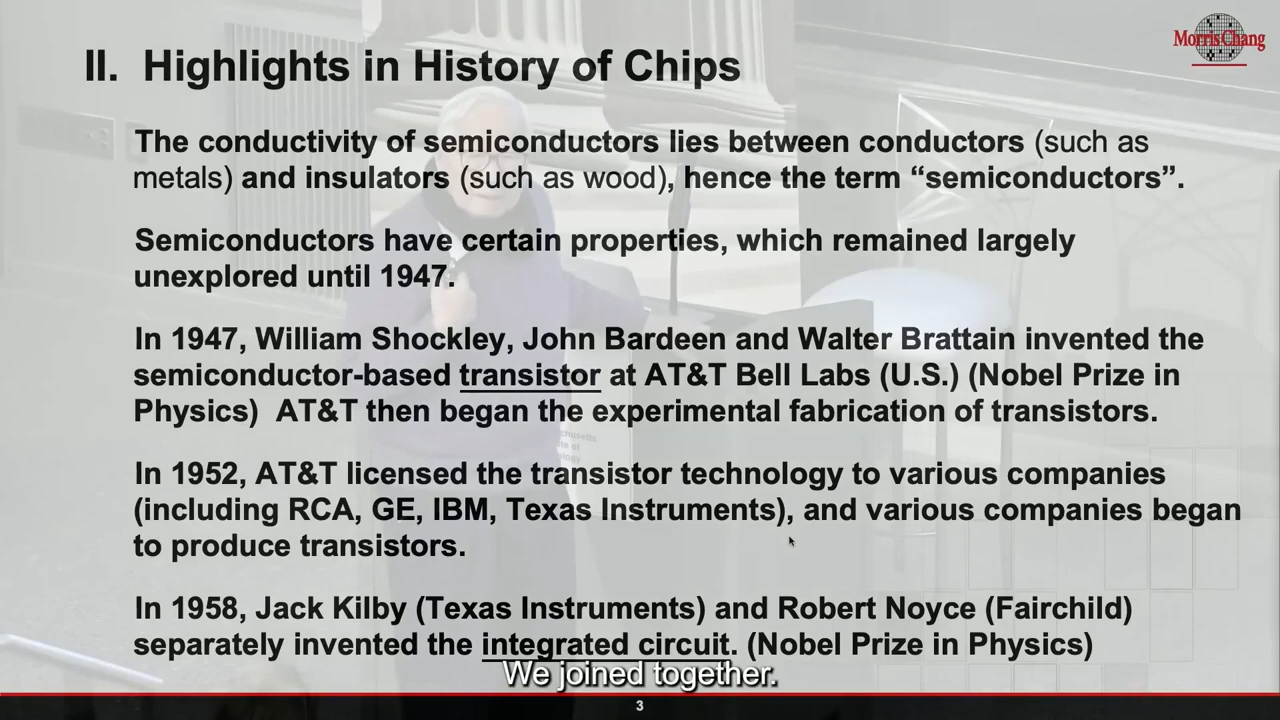 MorrisChang
II. Highlights in History of Chips
The conductivity of semiconductors lies between conductors (such as
metals) and insulators (such as wood), hence the term “semiconductors”.
Semiconductors have certain properties, which remained largely
unexplored until 1947.
In 1947, William Shockley, John Bardeen and Walter Brattain invented the
semiconductor-based transistor at AT&T Bell Labs (U.S.) (Nobel Prize in
Physics) AT&T then began the experimental fabrication of transistors.
In 1952, AT&T licensed the transistor technology to various companies
(including RCA, GE, IBM, Texas Instruments), and various companies began
to produce transistors.
In 1958, Jack Kilby (Texas Instruments) and Robert Noyce (Fairchild)
separately invented the integrated circuit. (Nobel Prize in Physics)
We joined together.
3